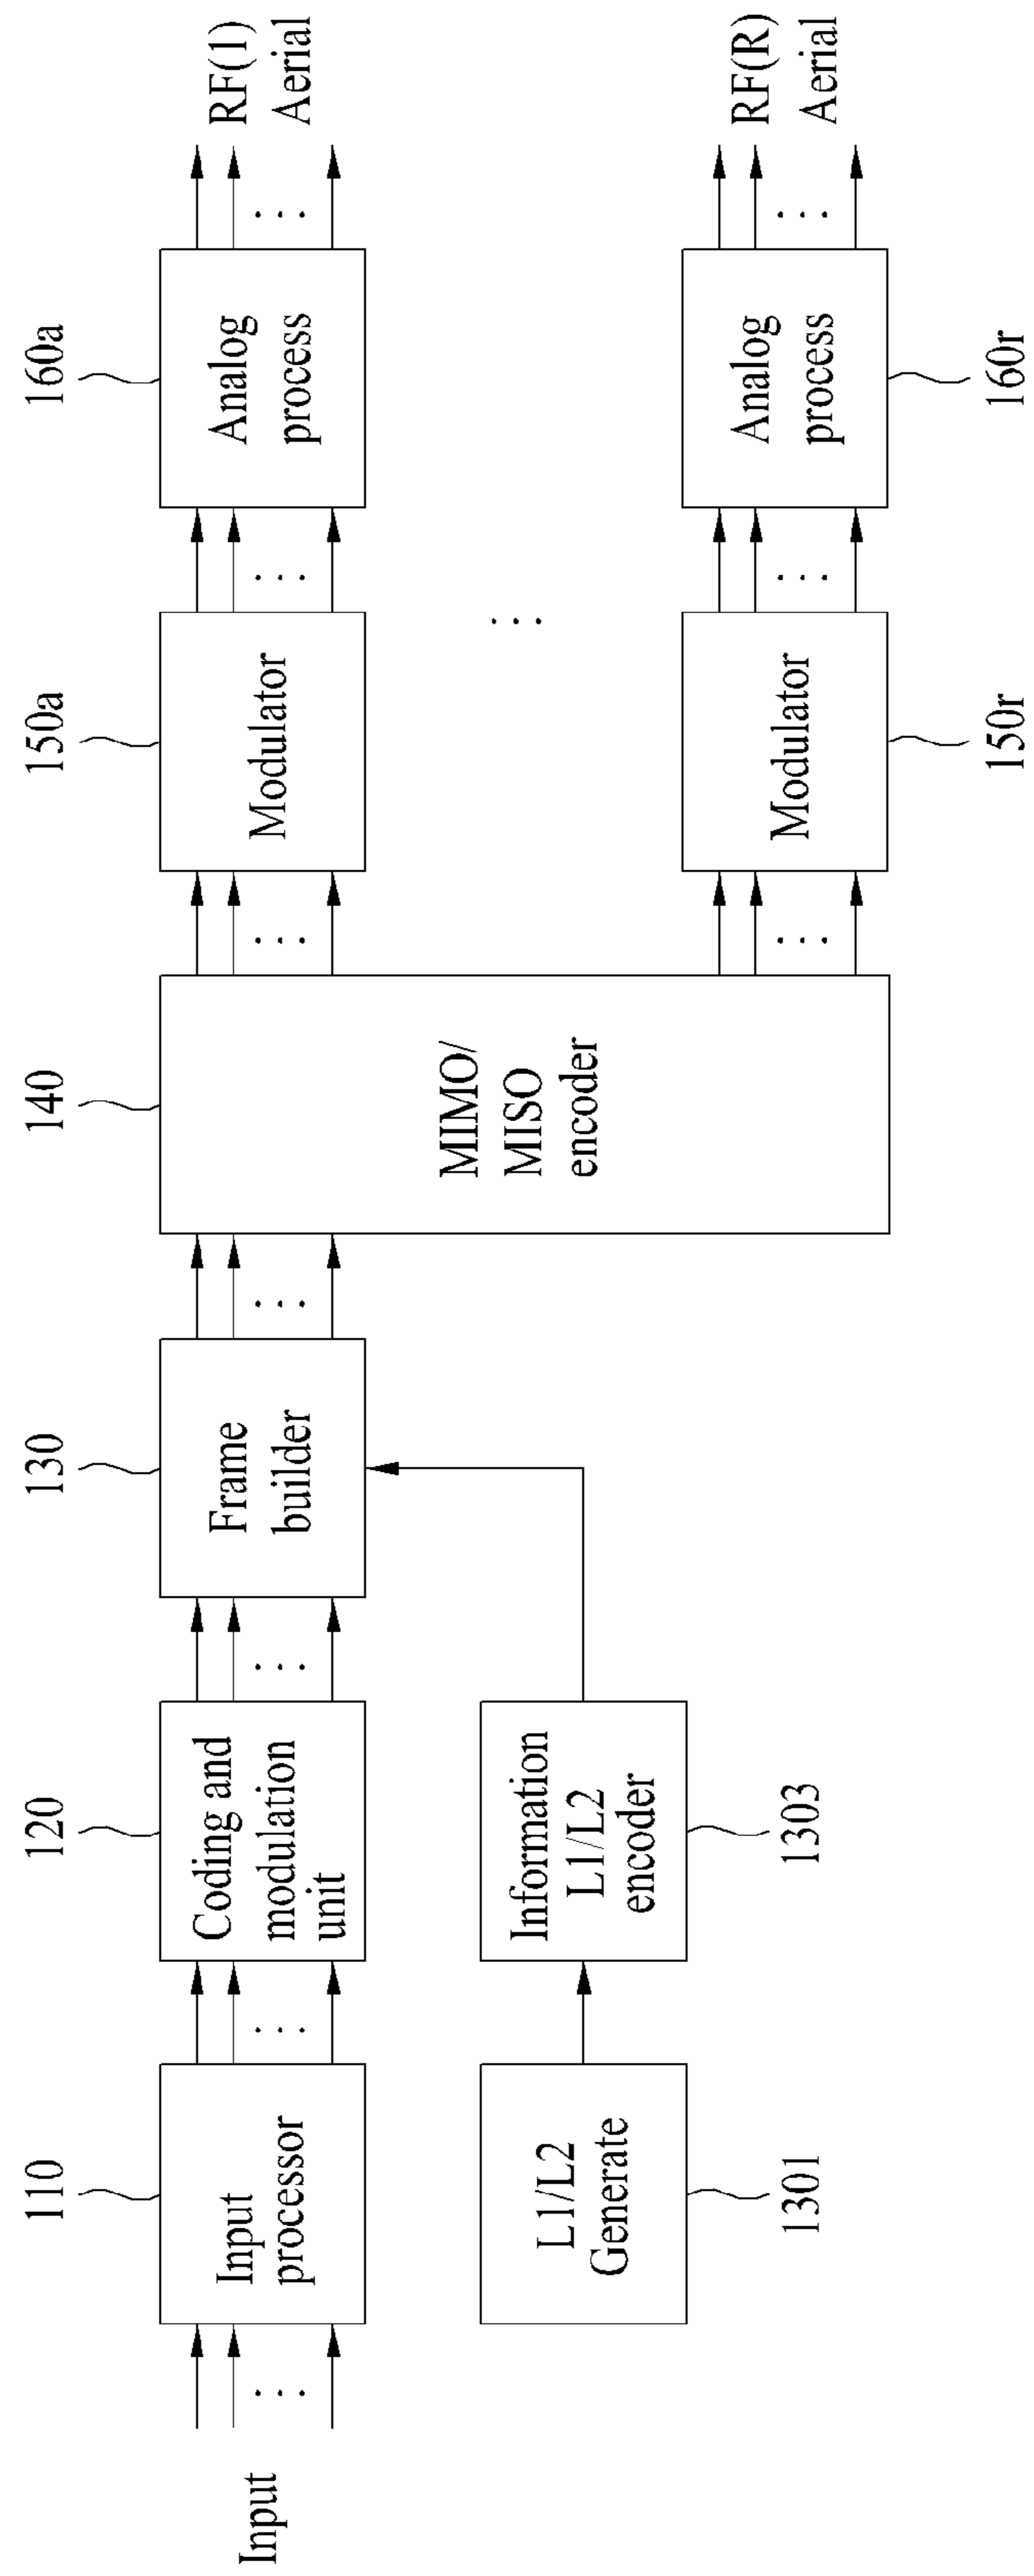 110
120
130
140
150a
160a
Input
Input
processor
Coding and
modulation
unit
Frame
builder
MIMO/
MISO
encoder
Modulator
Analog
process
RF(1)
Aerial
L1/L2
Generate
Information
L1/L2
encoder
Modulator
Analog
process
RF(R)
Aerial
1301
1303
150r
160r